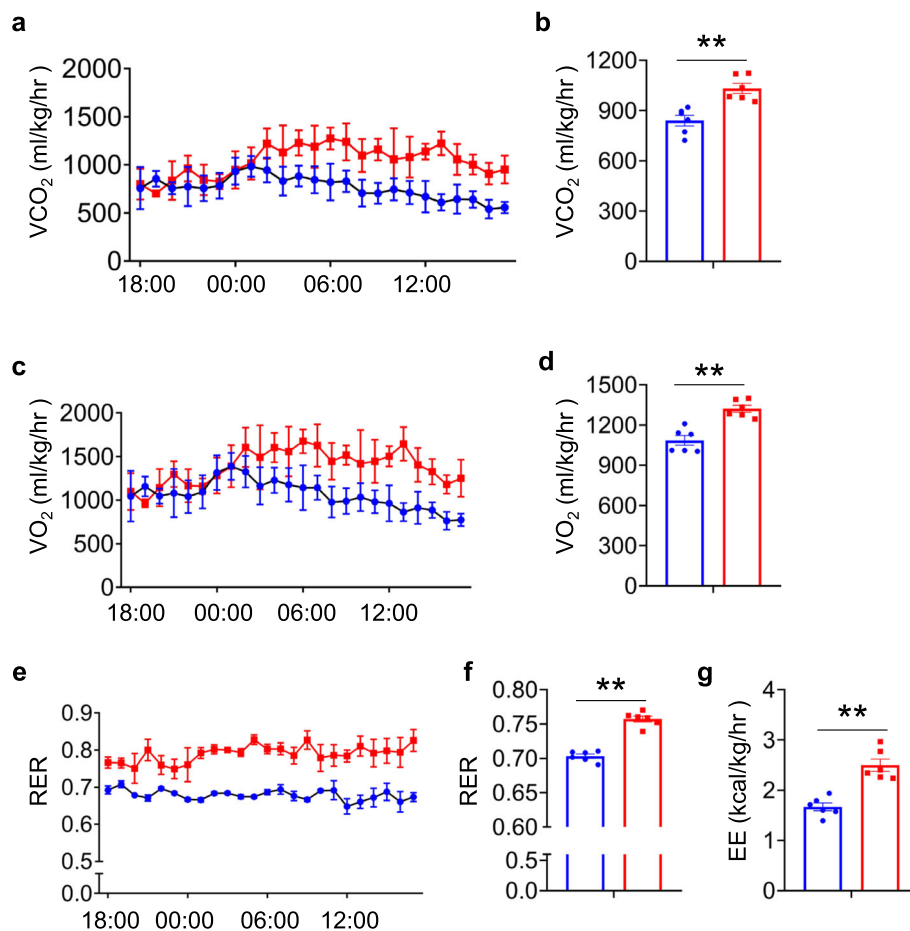 a
VCO₂ (ml/kg/hr )
2000
1500
1000
500
0
18:00 00:00 06:00 12:00
b
**
VCO₂ (ml/kg/hr )
1200
900
600
300
0
c
VO₂ (ml/kg/hr)
2000
1500
1000
500
0
18:00 00:00 06:00 12:00
d
**
VO₂ (ml/kg/hr)
1500
1200
900
600
300
0
e
RER
0.9
0.8
0.7
0.6
0.5
0.0
18:00 00:00 06:00 12:00
f
**
RER
0.80
0.75
0.70
0.65
0.60
0.5
0.0
g
**
EE (kcal/kg/hr )
4
3
2
1
0